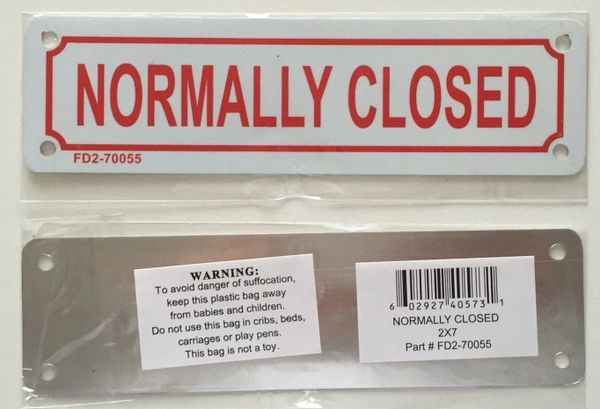 NORMALLY CLOSED
FD2-70055
WARNING:
To avoid danger of suffocation,
keep this plastic bag away
from babies and children.
Do not use this bag in cribs, beds,
carriages or play pens.
This bag is not a toy.
6 02927 40573 1
NORMALLY CLOSED
2X7
Part # FD2-70055